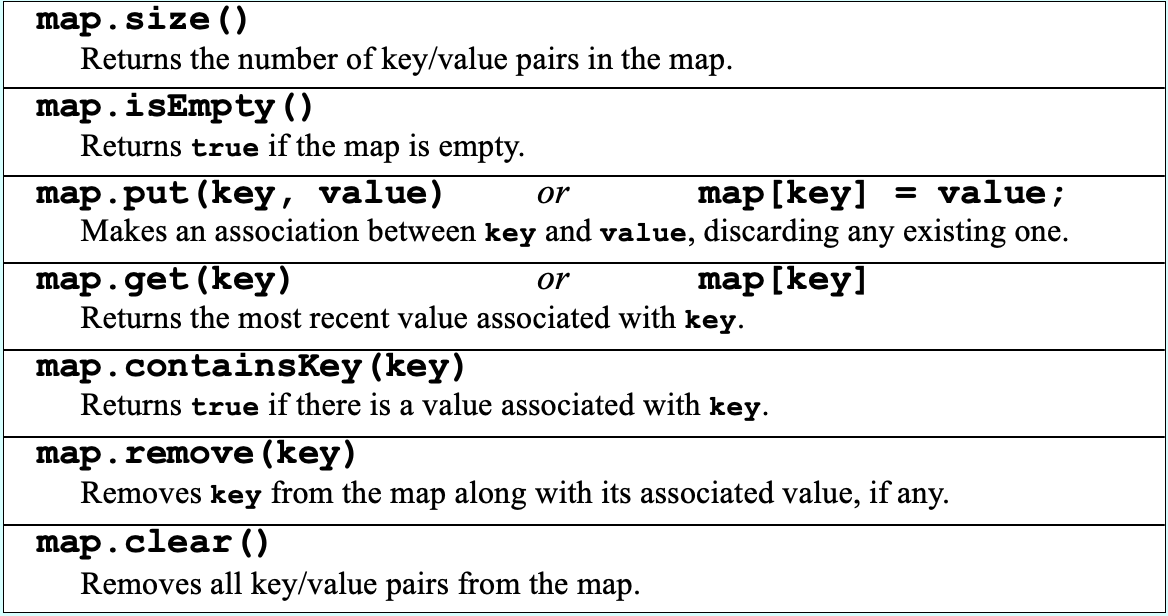 map.size()
Returns the number of key/value pairs in the map.
map.isEmpty()
Returns true if the map is empty.
map.put(key, value) or map[key] = value;
Makes an association between key and value, discarding any existing one.
map.get(key) or map[key]
Returns the most recent value associated with key.
map.containsKey(key)
Returns true if there is a value associated with key.
map.remove(key)
Removes key from the map along with its associated value, if any.
map.clear()
Removes all key/value pairs from the map.